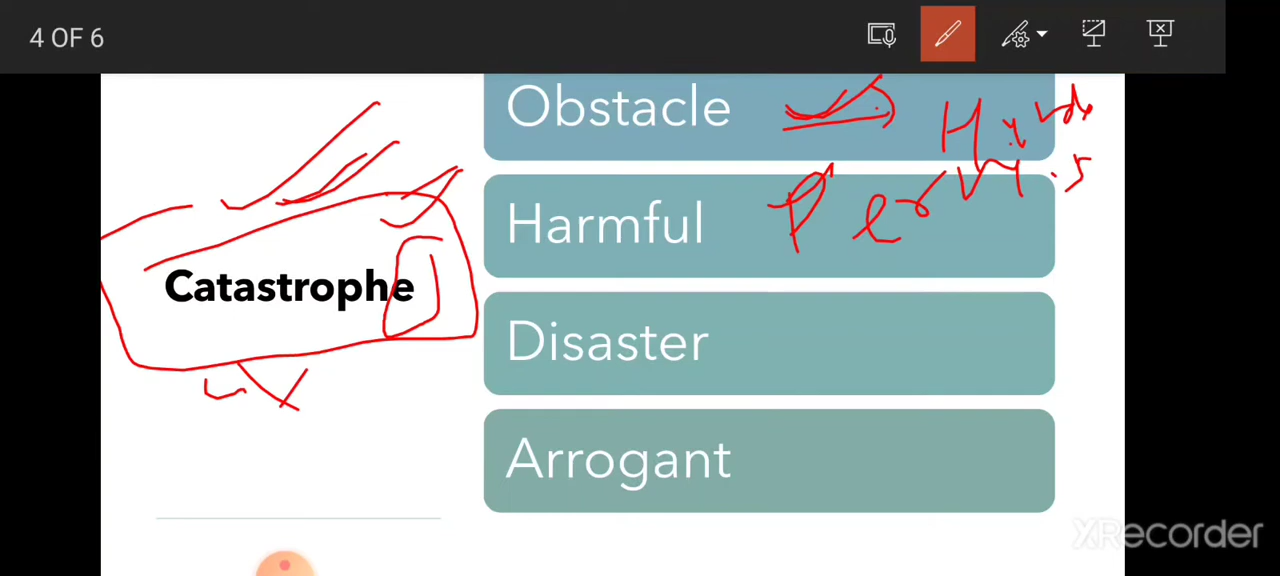 4 OF 6
Obstacle
Harmful
Catastrophe
Disaster
Arrogant
XRecorder